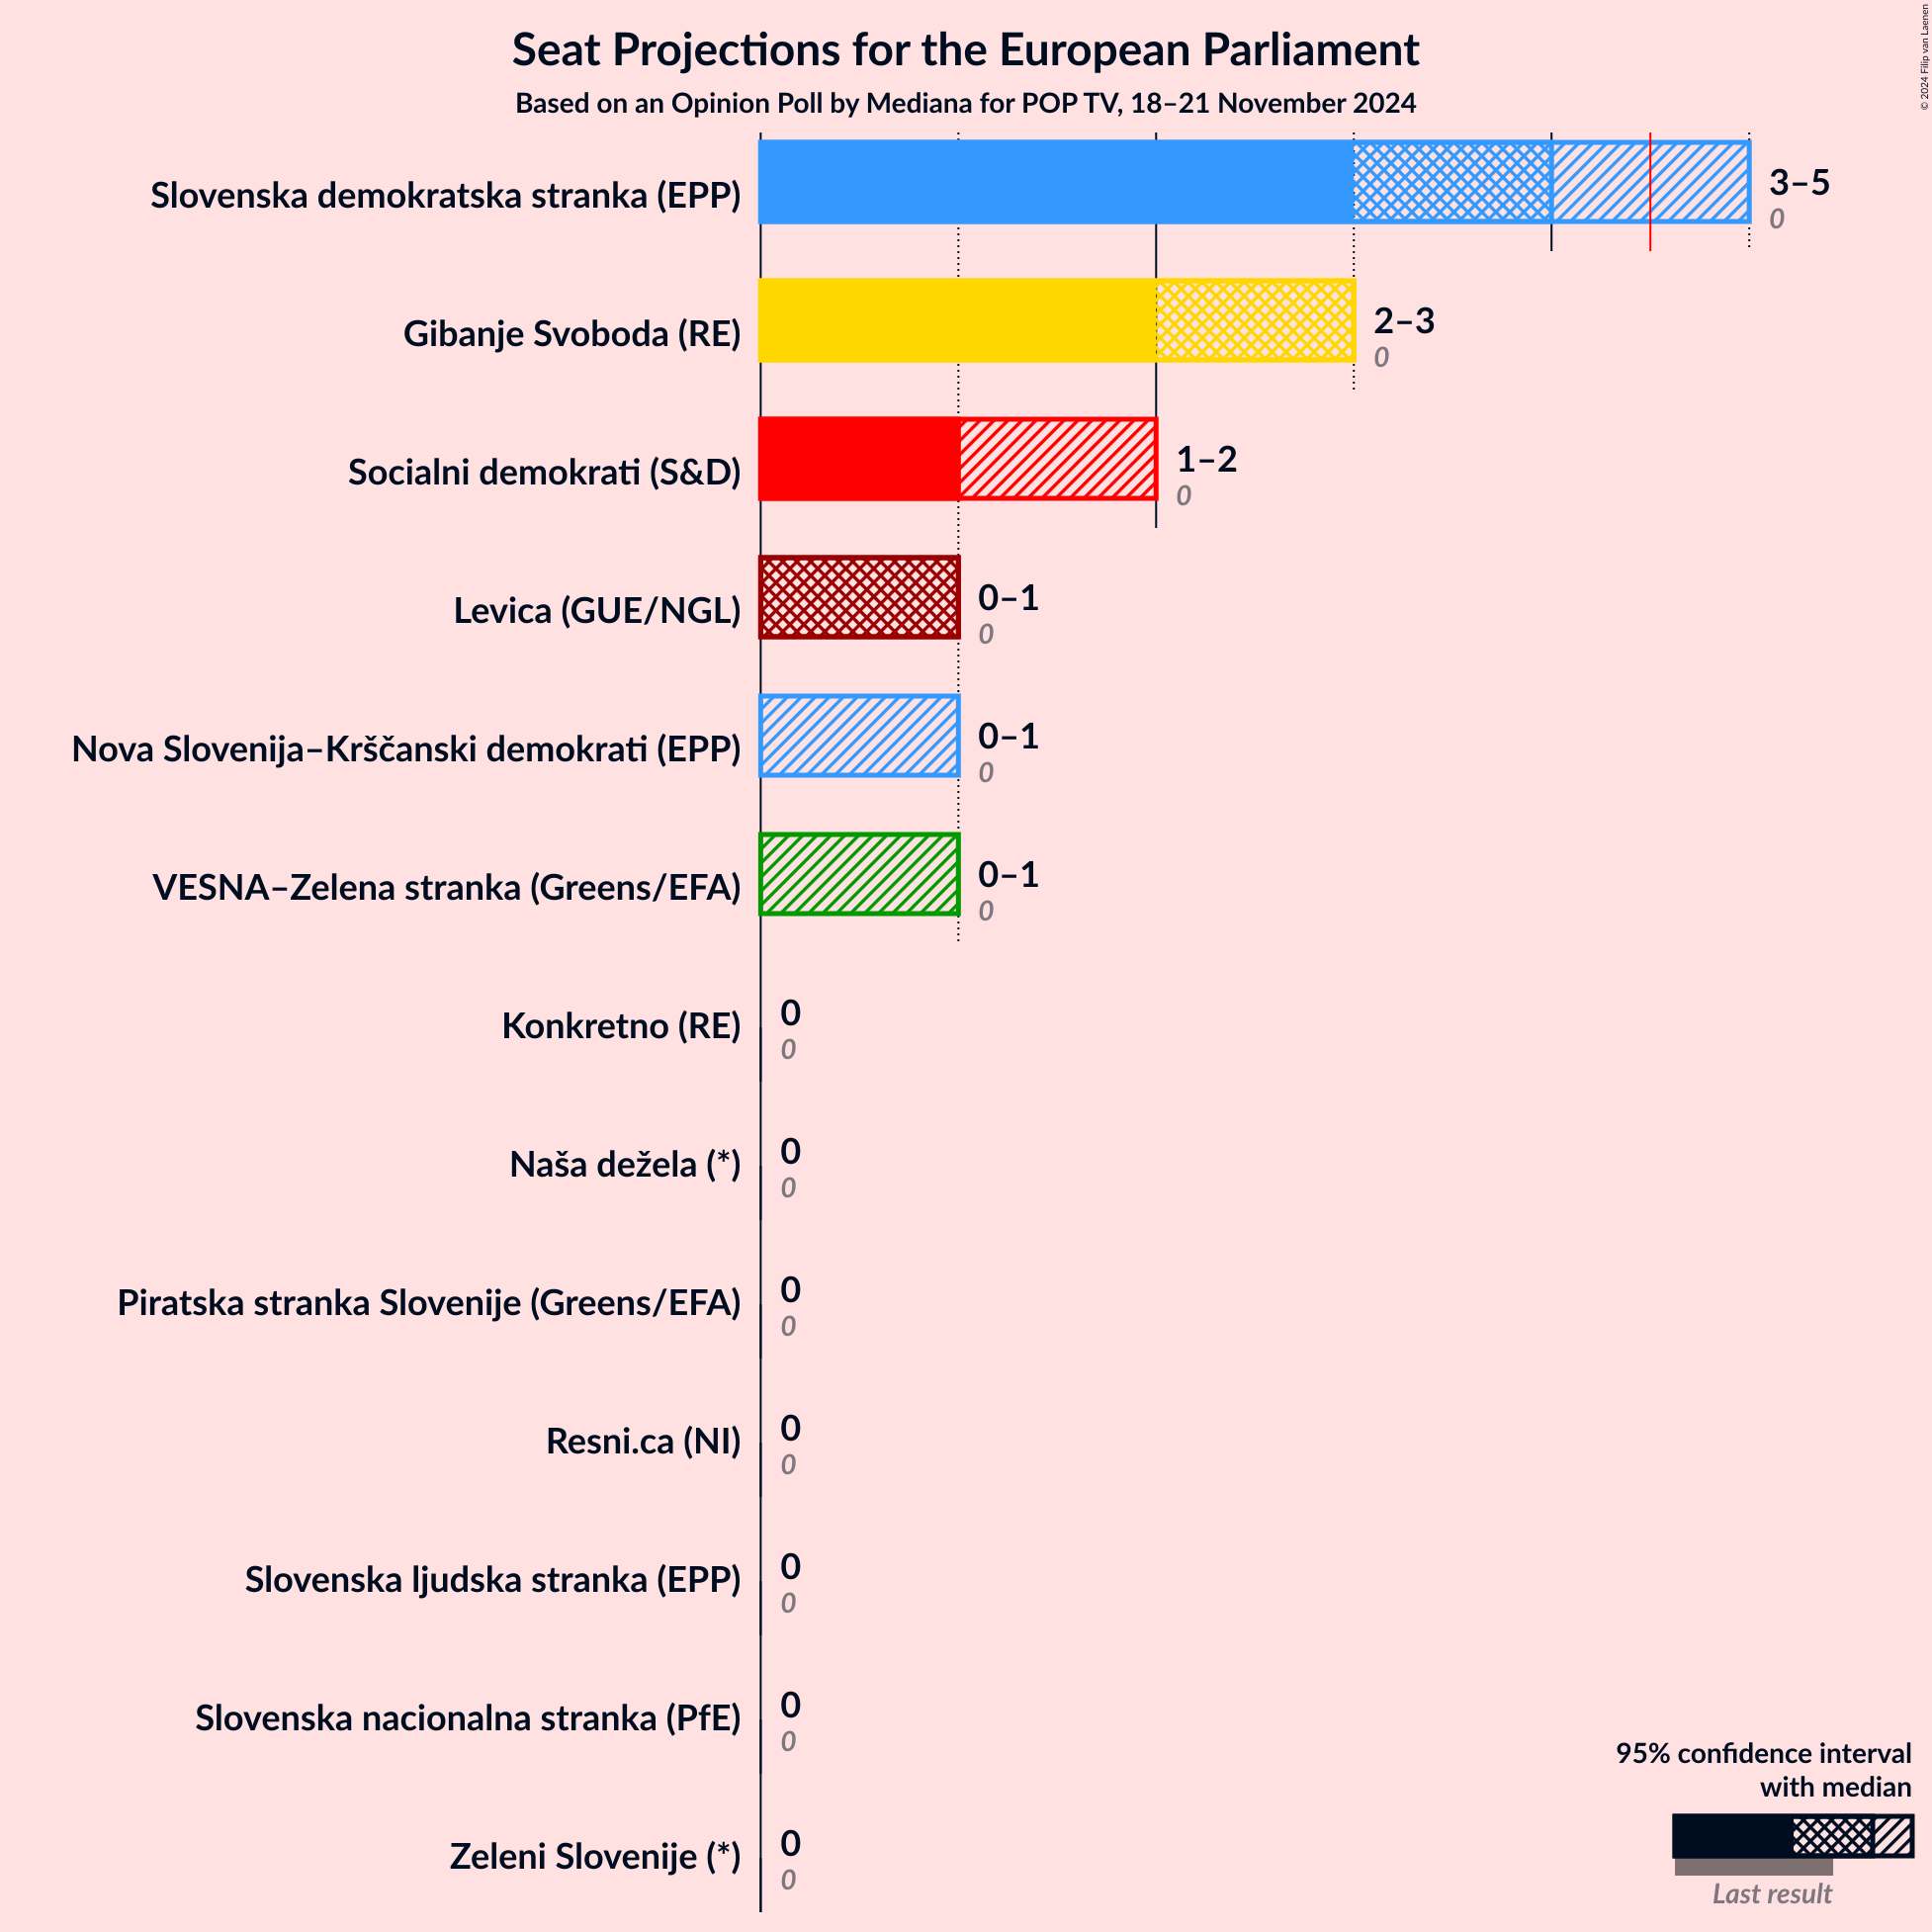 Seat Projections for the European Parliament
Based on an Opinion Poll by Mediana for POP TV, 18–21 November 2024
© 2024 Filip van Laenen
Slovenska demokratska stranka (EPP)
3–5
0
Gibanje Svoboda (RE)
2–3
0
Socialni demokrati (S&D)
1–2
0
Levica (GUE/NGL)
0–1
0
Nova Slovenija–Krščanski demokrati (EPP)
0–1
0
VESNA–Zelena stranka (Greens/EFA)
0–1
0
Konkretno (RE)
0
0
Naša dežela (*)
0
0
Piratska stranka Slovenije (Greens/EFA)
0
0
Resni.ca (NI)
0
0
Slovenska ljudska stranka (EPP)
0
0
Slovenska nacionalna stranka (PfE)
0
0
Zeleni Slovenije (*)
0
0
95% confidence interval
with median
Last result